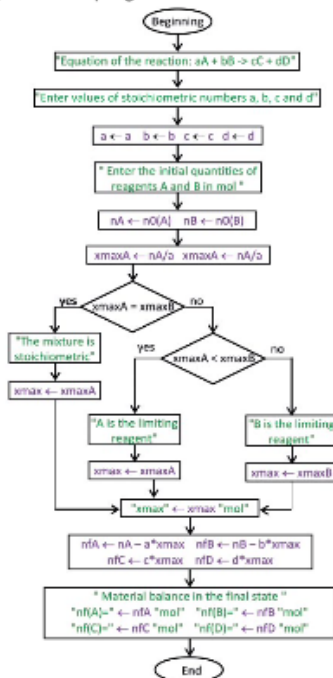 Beginning
"Equation of the reaction: aA + bB -> cC + dD"
"Enter values of stoichiometric numbers a, b, c and d"
a ← a b ← b c ← c d ← d
" Enter the initial quantities of
reagents A and B in mol "
nA ← n0(A) nB ← n0(B)
xmaxA ← nA/a xmaxA ← nA/a
yes
xmaxA = xmaxB
no
"The mixture is
stoichiometric"
xmax ← xmaxA
yes
xmaxA < xmaxB
no
"A is the limiting
reagent"
xmax ← xmaxA
"B is the limiting
reagent"
xmax ← xmaxB
"xmax" ← xmax "mol"
nfA ← nA – a*xmax nfB ← nB – b*xmax
nfC ← c*xmax nfD ← d*xmax
" Material balance in the final state "
"nf(A)=" ← nfA "mol" "nf(B)=" ← nfB "mol"
"nf(C)=" ← nfC "mol" "nf(D)=" ← nfD "mol"
End